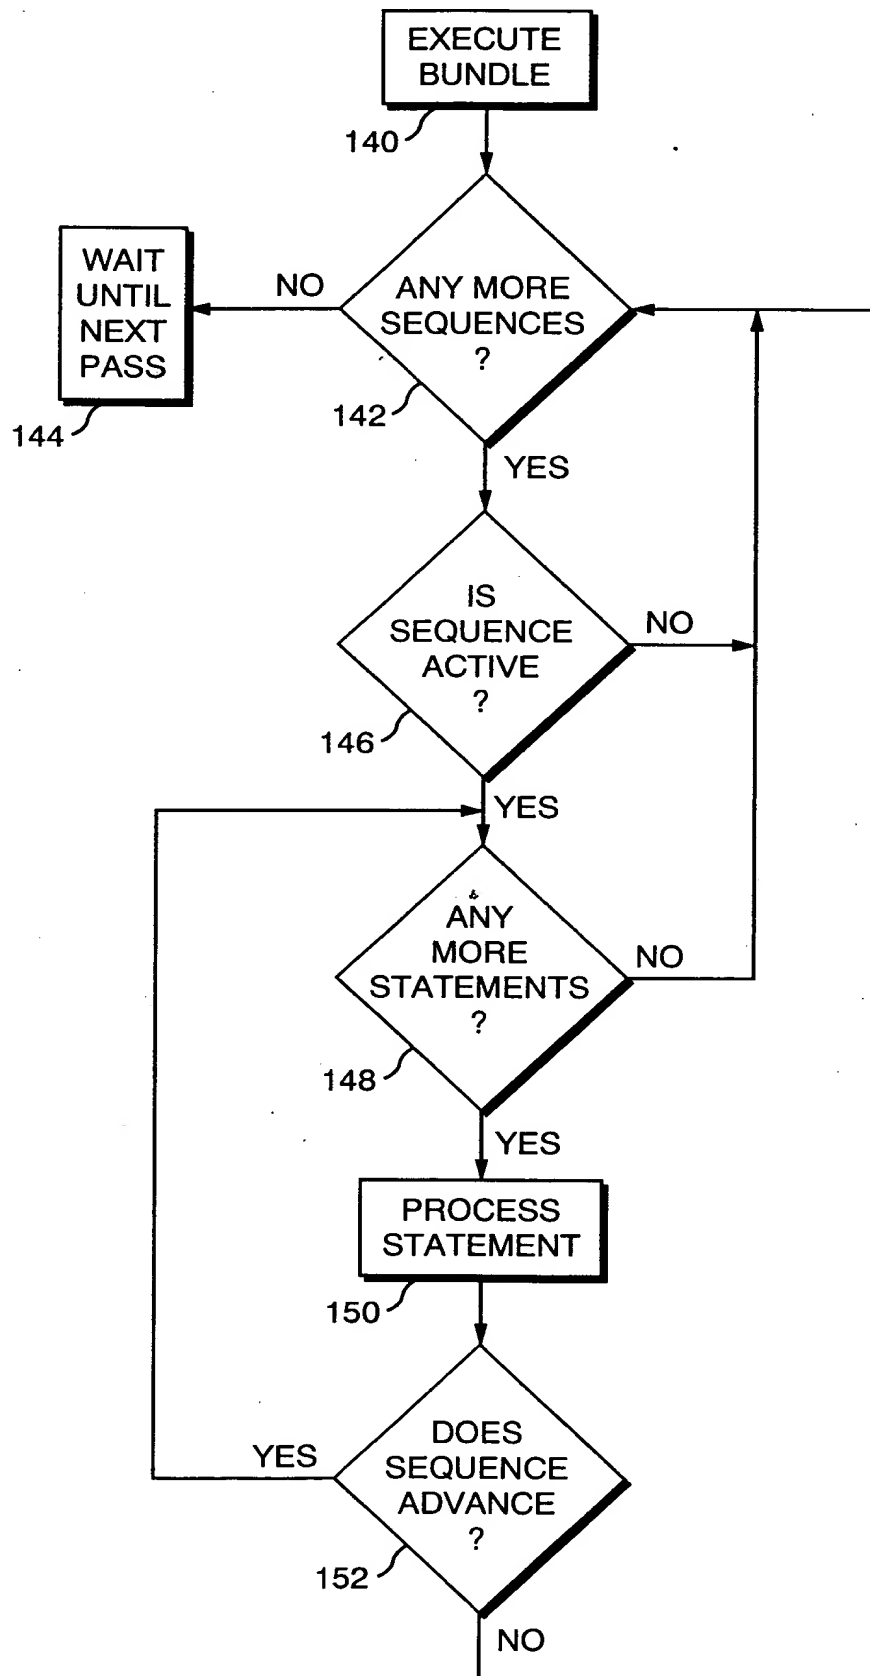 EXECUTE
BUNDLE
140
WAIT
UNTIL
NEXT
PASS
144
NO
ANY MORE
SEQUENCES
?
142
YES
IS
SEQUENCE
ACTIVE
?
146
NO
YES
ANY
MORE
STATEMENTS
?
148
NO
YES
PROCESS
STATEMENT
150
DOES
SEQUENCE
ADVANCE
?
152
YES
NO